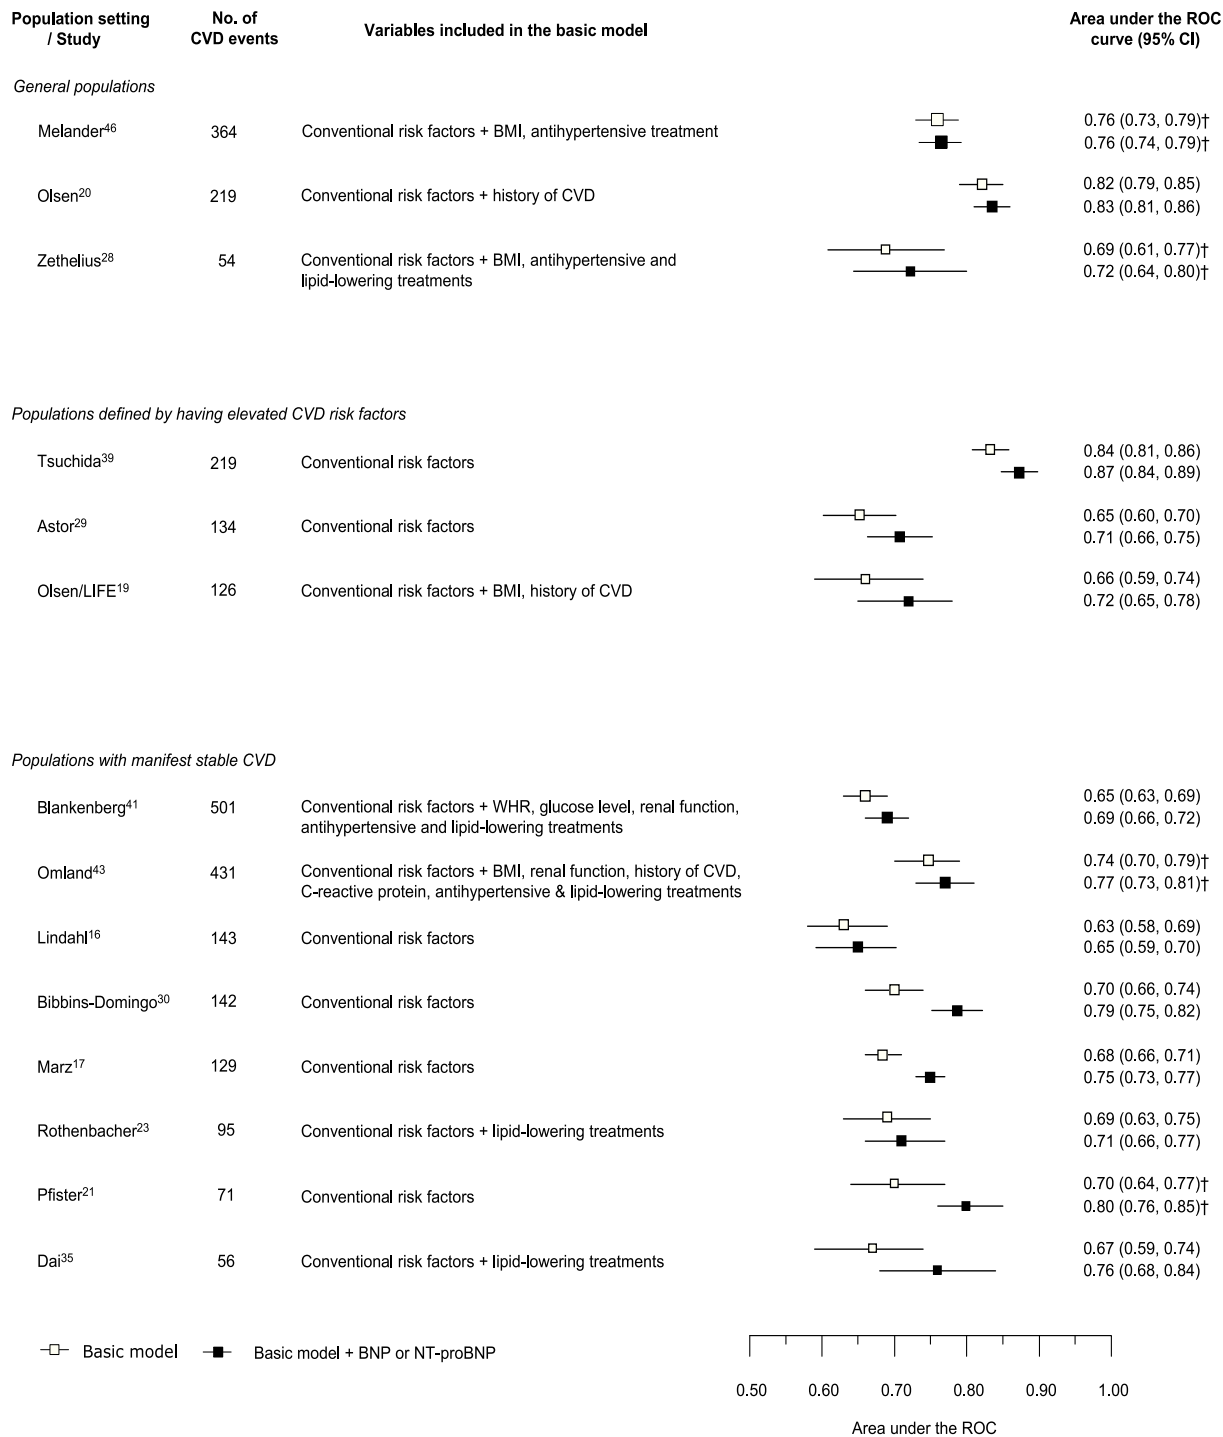 Population setting / Study
No. of CVD events
Variables included in the basic model
Area under the ROC curve (95% CI)
General populations
Melander46 364 Conventional risk factors + BMI, antihypertensive treatment 0.76 (0.73, 0.79)†
0.76 (0.74, 0.79)†
Olsen20 219 Conventional risk factors + history of CVD 0.82 (0.79, 0.85)
0.83 (0.81, 0.86)
Zethelius28 54 Conventional risk factors + BMI, antihypertensive and 0.69 (0.61, 0.77)†
lipid-lowering treatments 0.72 (0.64, 0.80)†
Populations defined by having elevated CVD risk factors
Tsuchida39 219 Conventional risk factors 0.84 (0.81, 0.86)
0.87 (0.84, 0.89)
Astor29 134 Conventional risk factors 0.65 (0.60, 0.70)
0.71 (0.66, 0.75)
Olsen/LIFE19 126 Conventional risk factors + BMI, history of CVD 0.66 (0.59, 0.74)
0.72 (0.65, 0.78)
Populations with manifest stable CVD
Blankenberg41 501 Conventional risk factors + WHR, glucose level, renal function, 0.65 (0.63, 0.69)
antihypertensive and lipid-lowering treatments 0.69 (0.66, 0.72)
Omland43 431 Conventional risk factors + BMI, renal function, history of CVD, 0.74 (0.70, 0.79)†
C-reactive protein, antihypertensive & lipid-lowering treatments 0.77 (0.73, 0.81)†
Lindahl16 143 Conventional risk factors 0.63 (0.58, 0.69)
0.65 (0.59, 0.70)
Bibbins-Domingo30 142 Conventional risk factors 0.70 (0.66, 0.74)
0.79 (0.75, 0.82)
Marz17 129 Conventional risk factors 0.68 (0.66, 0.71)
0.75 (0.73, 0.77)
Rothenbacher23 95 Conventional risk factors + lipid-lowering treatments 0.69 (0.63, 0.75)
0.71 (0.66, 0.77)
Pfister21 71 Conventional risk factors 0.70 (0.64, 0.77)†
0.80 (0.76, 0.85)†
Dai35 56 Conventional risk factors + lipid-lowering treatments 0.67 (0.59, 0.74)
0.76 (0.68, 0.84)
Basic model Basic model + BNP or NT-proBNP
0.50 0.60 0.70 0.80 0.90 1.00
Area under the ROC